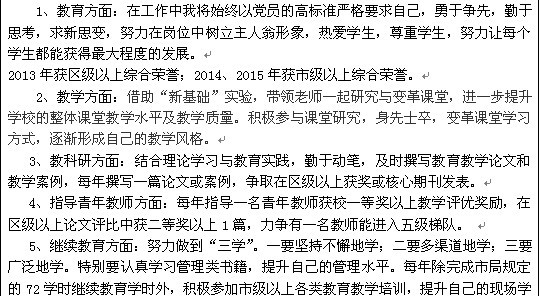 1、教育方面：在工作中我将始终以党员的高标准严格要求自己，勇于争先，勤于
思考，求新思变，努力在岗位中树立主人翁形象，热爱学生，尊重学生，努力让每个
学生都能获得最大程度的发展。
2013年获区级以上综合荣誉；2014、2015年获市级以上综合荣誉。
2、教学方面：借助“新基础”实验，带领老师一起研究与变革课堂，进一步提升
学校的整体课堂教学水平及教学质量。积极参与课堂研究，身先士卒，变革课堂学习
方式，逐渐形成自己的教学风格。
3、教科研方面：结合理论学习与教育实践，勤于动笔，及时撰写教育教学论文和
教学案例，每年撰写一篇论文或案例，争取在区级以上获奖或核心期刊发表。
4、指导青年教师方面：每年指导一名青年教师获校一等奖以上教学评优奖励，在
区级以上论文评比中获二等奖以上1篇，力争有一名教师能进入五级梯队。
5、继续教育方面：努力做到“三学”。一要坚持不懈地学；二要多渠道地学；三要
广泛地学。特别要认真学习管理类书籍，提升自己的管理水平。每年除完成市局规定
的72学时继续教育学时外，积极参加市级以上各类教育教学培训，提升自己的现场学